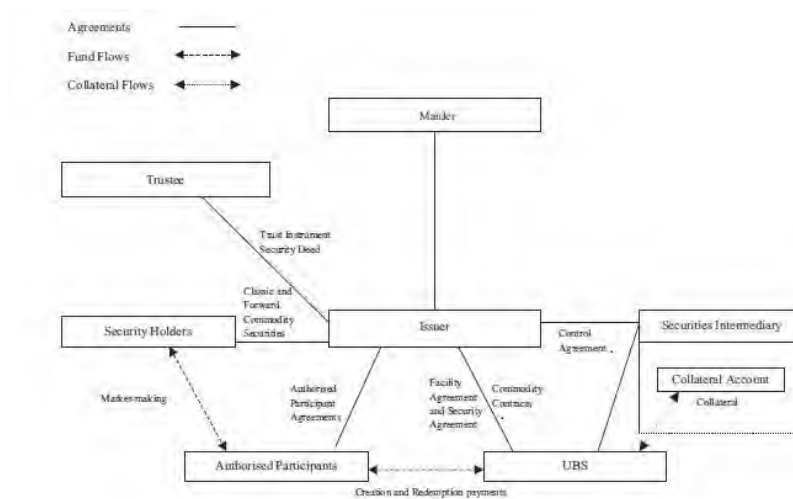 Agreements
Fund Flows
Collateral Flows
Manler
Trustee
Trust Instrument
Security Deed
Classic and
Forward
Commodity
Securities
Security Holders
Issuer
Securities Intermediary
Control
Agreement
Collateral Account
Collateral
Market-making
Authorised
Participant
Agreements
Facility
Agreement
and Security
Agreement
Commodity
Contracts
Authorised Participants
UBS
Creation and Redemption payments